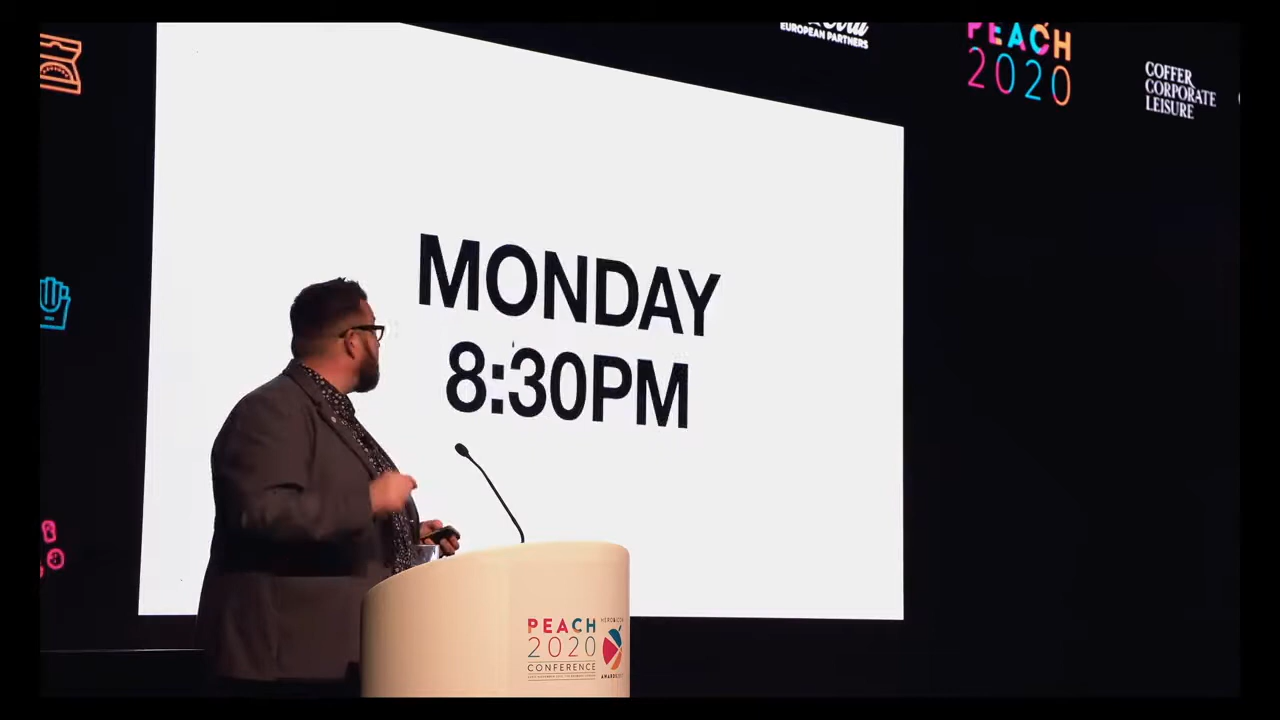 EUROPEAN PARTNERS
PEACH
2020
COFFER
CORPORATE
LEISURE
MONDAY
8:30PM
PEACH
2020
CONFERENCE